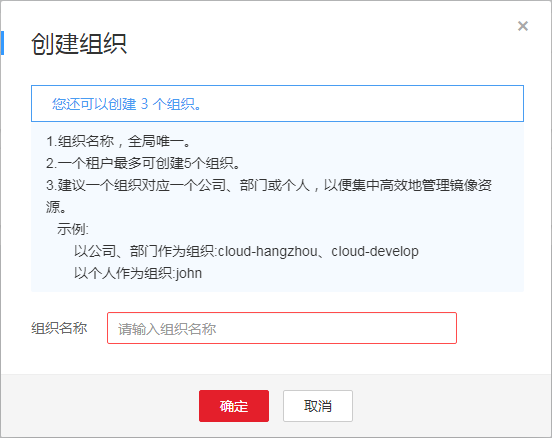 创建组织
您还可以创建 3 个组织。
1.组织名称，全局唯一。
2.一个租户最多可创建5个组织。
3.建议一个组织对应一个公司、部门或个人，以便集中高效地管理镜像资
源。
示例:
以公司、部门作为组织:cloud-hangzhou、cloud-develop
以个人作为组织:john
组织名称 请输入组织名称
确定 取消